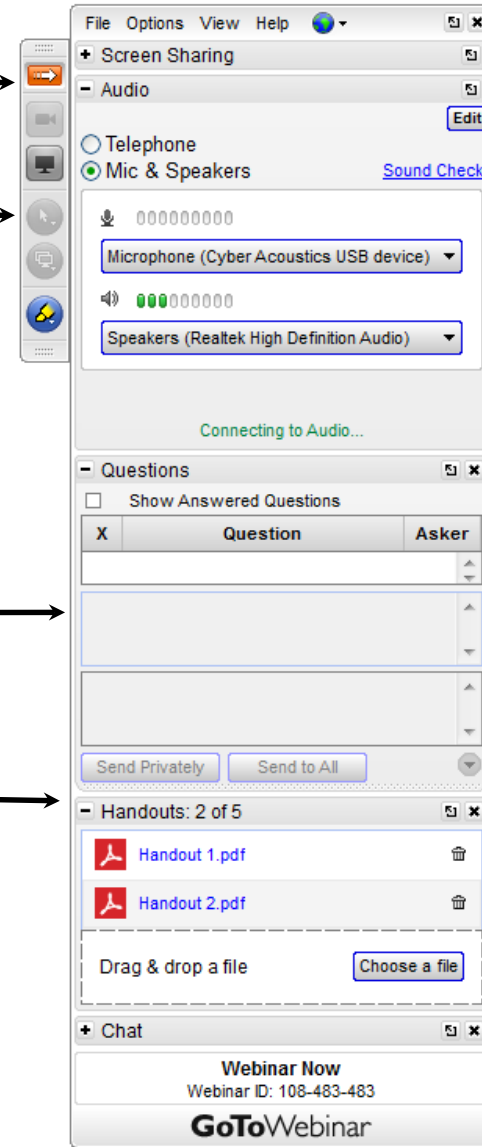 File Options View Help
Screen Sharing
Audio
Edit
Telephone
Mic & Speakers Sound Check
Microphone (Cyber Acoustics USB device)
Speakers (Realtek High Definition Audio)
Connecting to Audio...
Questions
Show Answered Questions
X Question Asker
Send Privately Send to All
Handouts: 2 of 5
Handout 1.pdf
Handout 2.pdf
Drag & drop a file Choose a file
Chat
Webinar Now
Webinar ID: 108-483-483
GoToWebinar